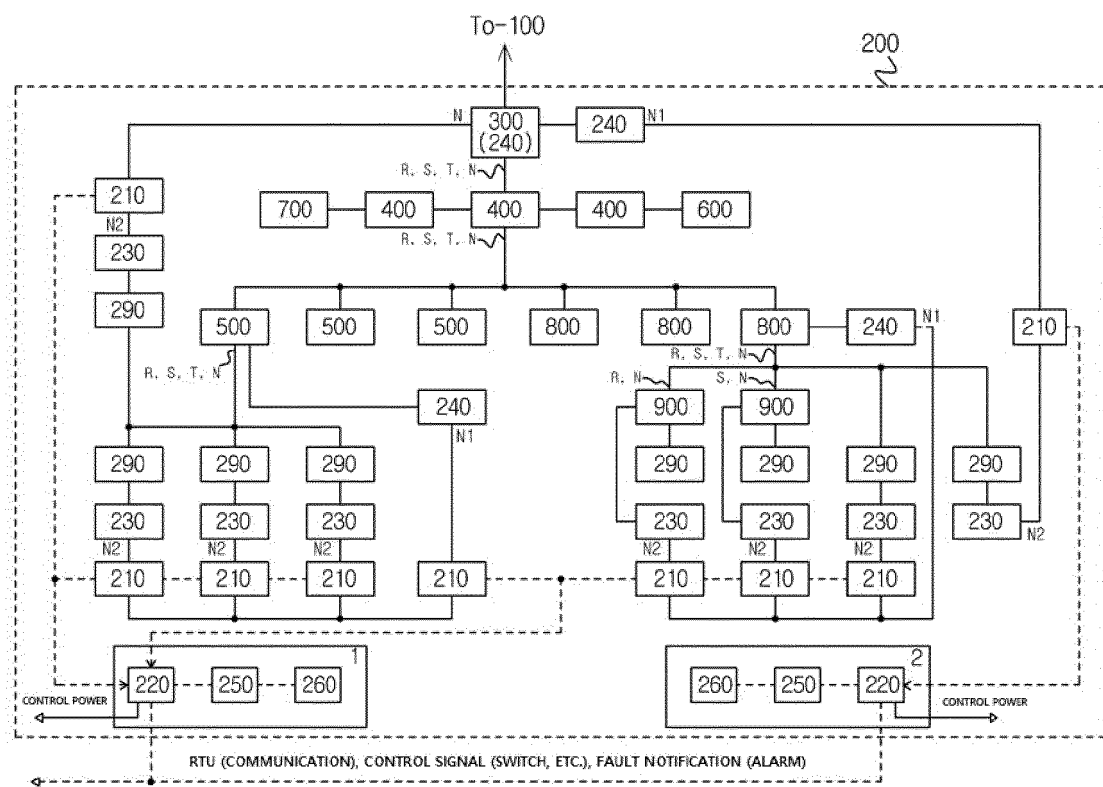 To-100
200
N 300 (240) 240 N1
R, S, T, N
210
700 400 400 400 600
N2
R, S, T, N
230
290
500 500 500 800 800 800 240 N1 210
R, S, T, N
R, S, T, N
R, N S, N
240 900 900
N1
290 290 290 290 290 290 290
230 230 230 230 230 230 230
N2 N2 N2 N2 N2 N2 N2
210 210 210 210 210 210 210
1 2
220 250 260 260 250 220
CONTROL POWER CONTROL POWER
RTU (COMMUNICATION), CONTROL SIGNAL (SWITCH, ETC.), FAULT NOTIFICATION (ALARM)